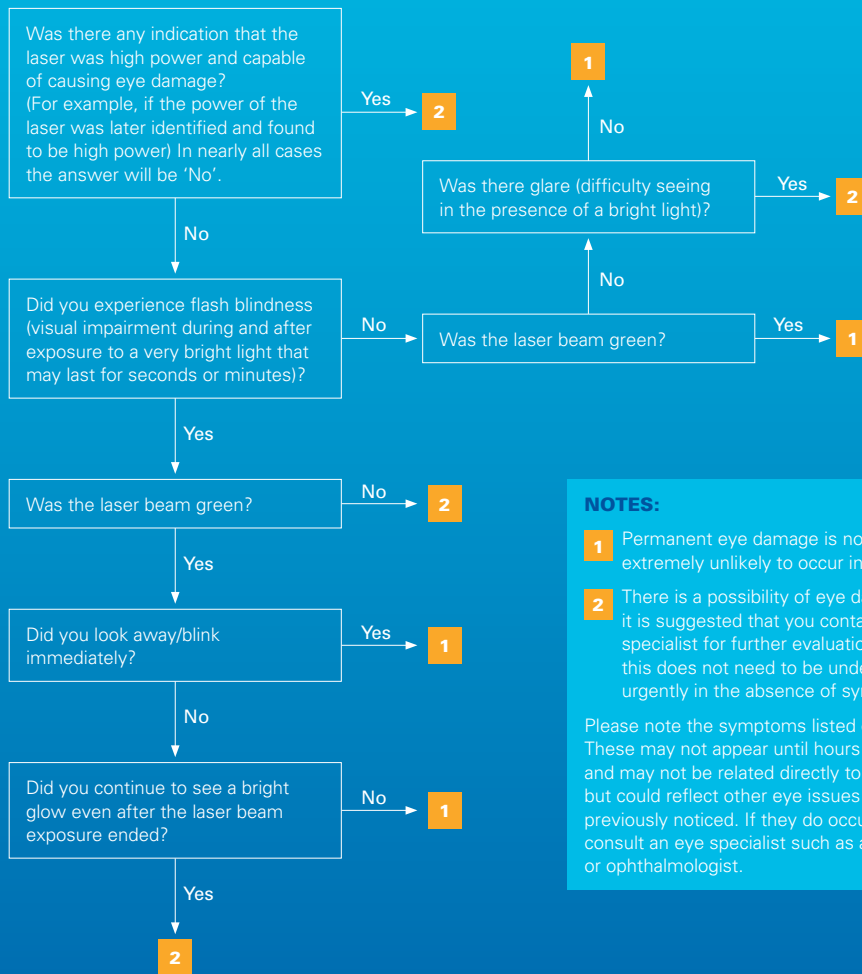 Was there any indication that the
laser was high power and capable
of causing eye damage?
(For example, if the power of the
laser was later identified and found
to be high power) In nearly all cases
the answer will be ‘No’.
Yes
2
No
Did you experience flash blindness
(visual impairment during and after
exposure to a very bright light that
may last for seconds or minutes)?
No
Was the laser beam green?
Yes
1
No
Was there glare (difficulty seeing
in the presence of a bright light)?
Yes
2
No
1
Yes
Was the laser beam green?
No
2
Yes
Did you look away/blink
immediately?
Yes
1
No
Did you continue to see a bright
glow even after the laser beam
exposure ended?
No
1
Yes
2
NOTES:
1 Permanent eye damage is
extremely unlikely to occur
2 There is a possibility of eye
it is suggested that you
specialist for further
this does not need to be
urgently in the absence of
Please note the symptoms listed
These may not appear until hours
and may not be related directly to
but could reflect other eye issues
previously noticed. If they do
consult an eye specialist such as
or ophthalmologist.